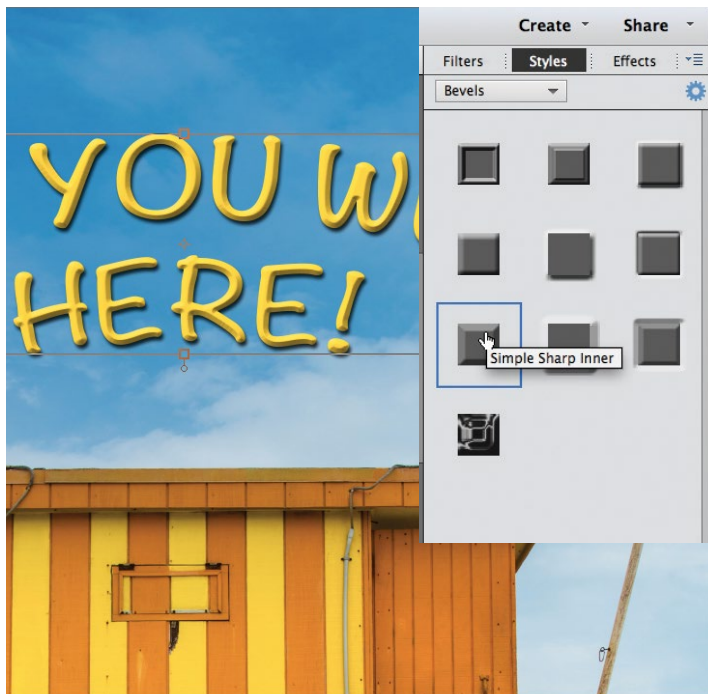 Create Share
Filters Styles Effects
Bevels
YOU
HERE!
Simple Sharp Inner